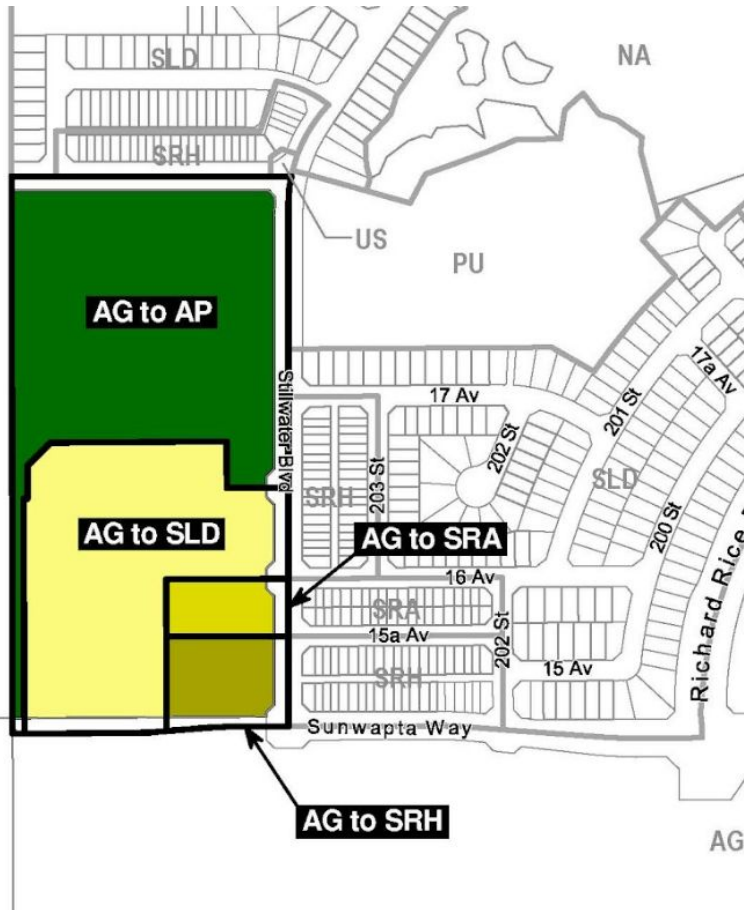 SLD
NA
SRH
US
PU
AG to AP
Stillwater Blvd
17 Av
17a Av
201 St
202 St
203 St
SRH
SLD
200 St
AG to SLD
AG to SRA
16 Av
SRA
15a Av
202 St
15 Av
SRH
Richard Rice
Sunwapta Way
AG to SRH
AG